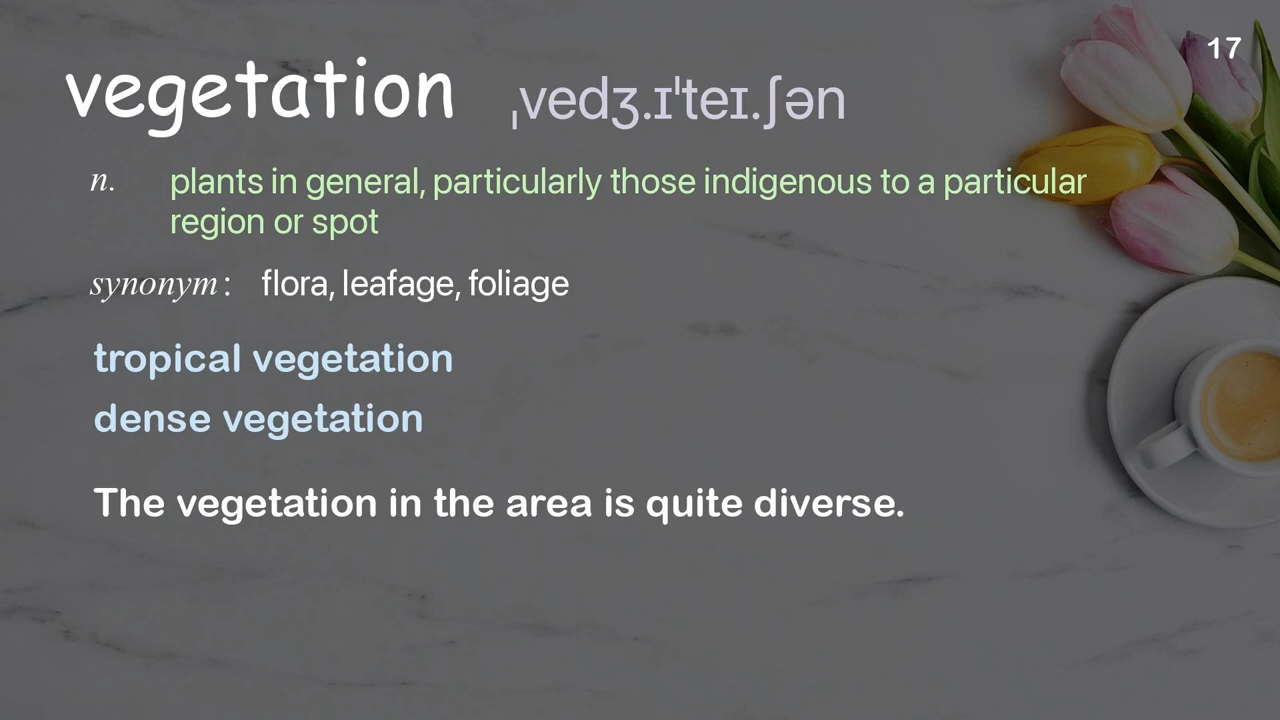 17
vegetation ˌvedʒ.ɪˈteɪ.ʃən
n. plants in general, particularly those indigenous to a particular
region or spot
synonym: flora, leafage, foliage
tropical vegetation
dense vegetation
The vegetation in the area is quite diverse.